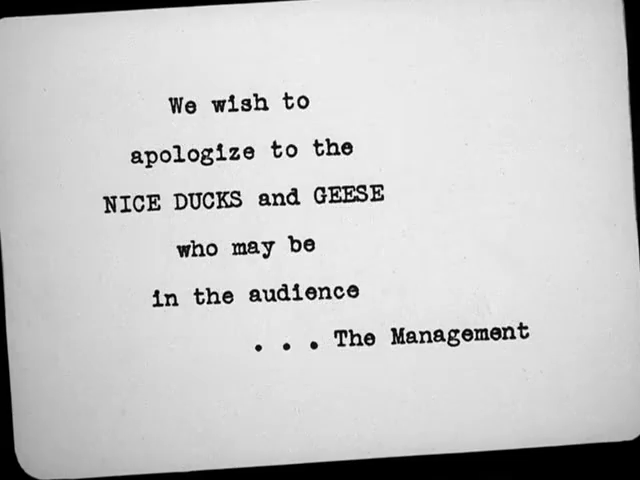 We wish to
apologize to the
NICE DUCKS and GEESE
who may be
in the audience
. . . The Management